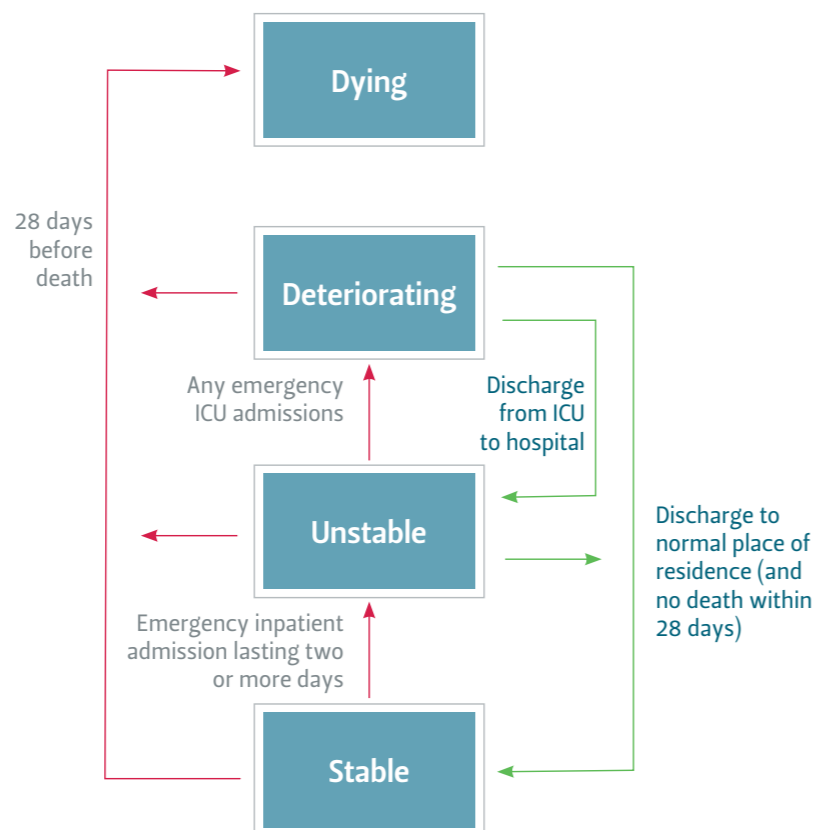 Dying
28 days
before
death
Deteriorating
Any emergency
ICU admissions
Discharge
from ICU
to hospital
Unstable
Discharge to
normal place of
residence (and
no death within
28 days)
Emergency inpatient
admission lasting two
or more days
Stable